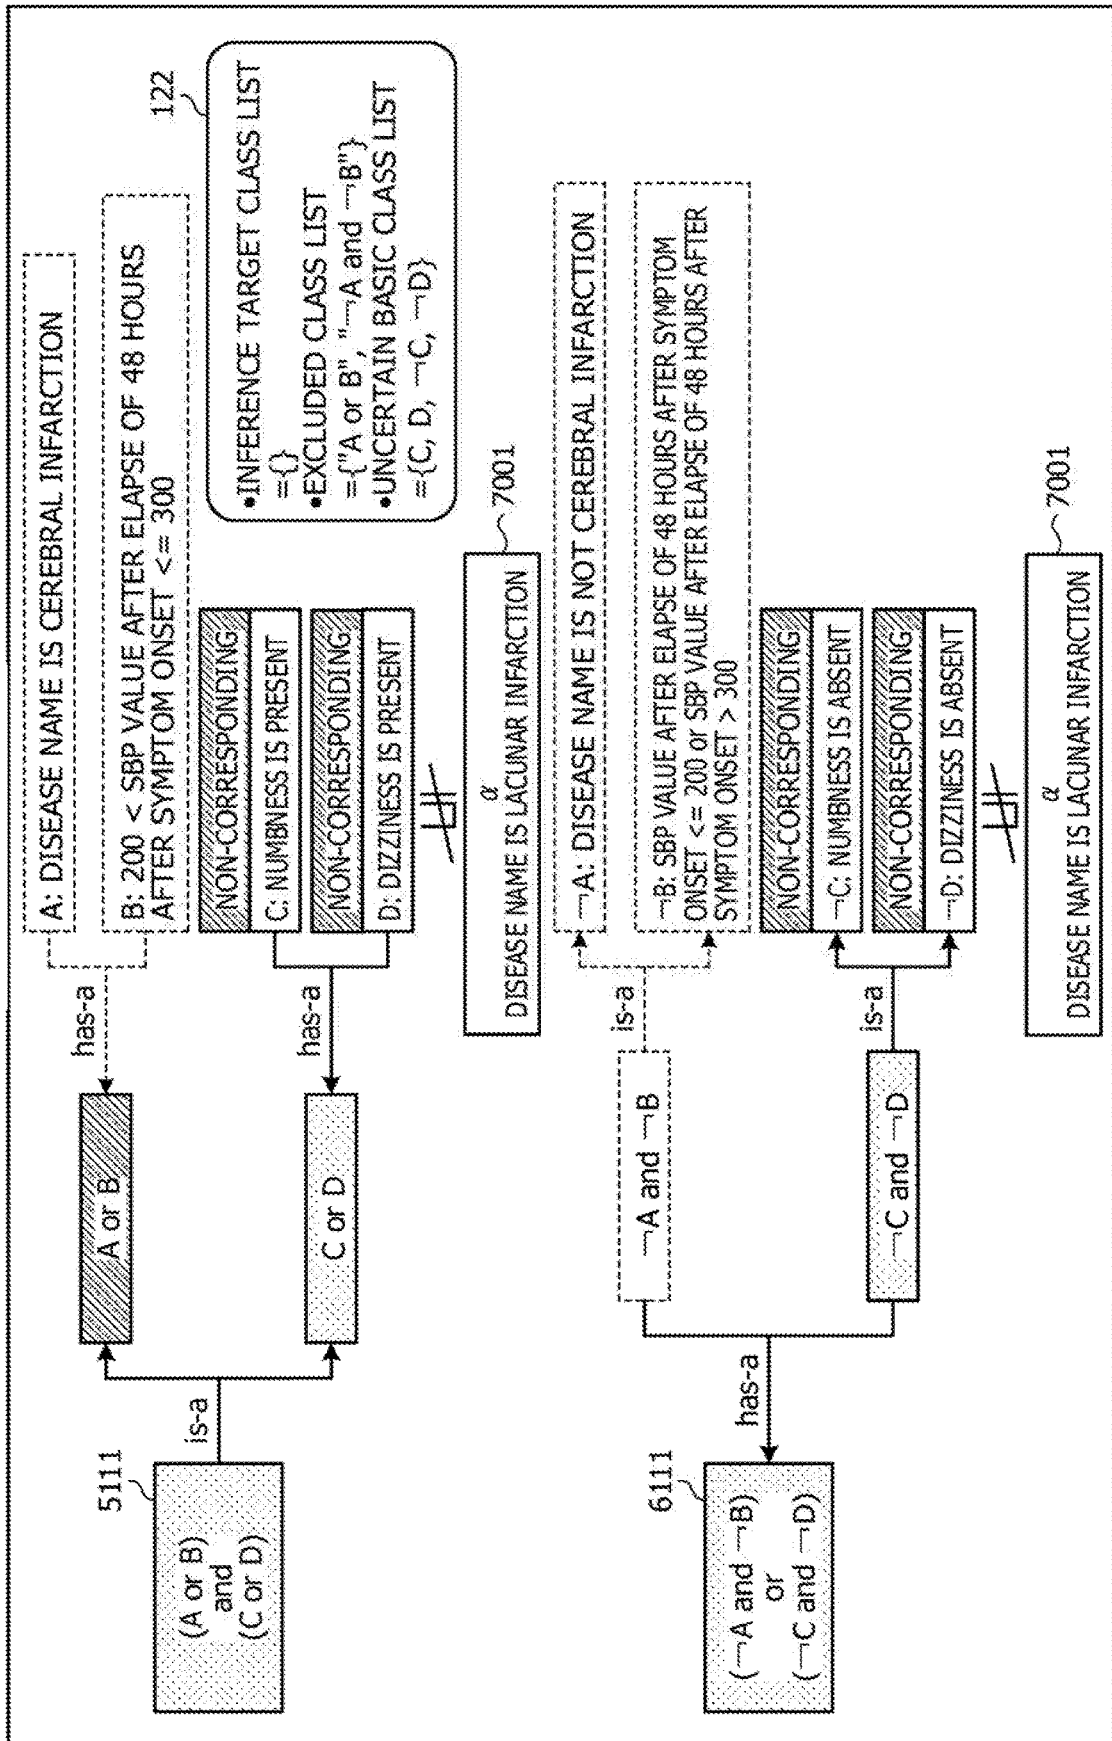 5111
(A or B)
and
(C or D)
is-a
A or B
C or D
has-a
has-a
A: DISEASE NAME IS CEREBRAL INFARCTION
B: 200 < SBP VALUE AFTER ELAPSE OF 48 HOURS
AFTER SYMPTOM ONSET <= 300
NON-CORRESPONDING
C: NUMBNESS IS PRESENT
NON-CORRESPONDING
D: DIZZINESS IS PRESENT
α
DISEASE NAME IS LACUNAR INFARCTION
7001
122
•INFERENCE TARGET CLASS LIST
={}
•EXCLUDED CLASS LIST
={"A or B", "¬A and ¬B"}
•UNCERTAIN BASIC CLASS LIST
={C, D, ¬C, ¬D}
6111
(¬A and ¬B)
or
(¬C and ¬D)
has-a
¬A and ¬B
¬C and ¬D
is-a
is-a
¬A: DISEASE NAME IS NOT CEREBRAL INFARCTION
¬B: SBP VALUE AFTER ELAPSE OF 48 HOURS AFTER SYMPTOM
ONSET <= 200 or SBP VALUE AFTER ELAPSE OF 48 HOURS AFTER
SYMPTOM ONSET > 300
NON-CORRESPONDING
¬C: NUMBNESS IS ABSENT
NON-CORRESPONDING
¬D: DIZZINESS IS ABSENT
α
DISEASE NAME IS LACUNAR INFARCTION
7001